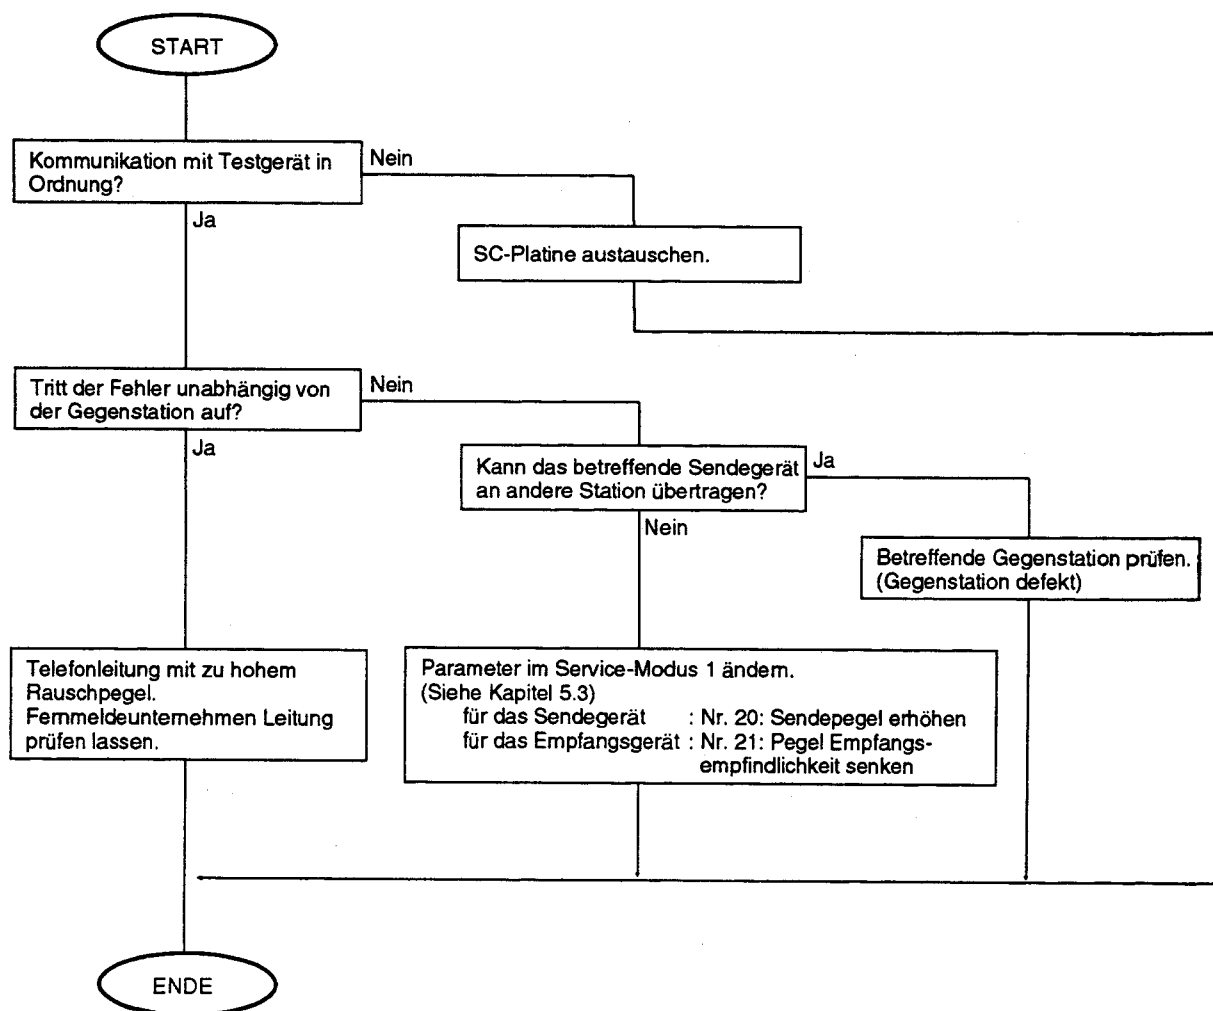 START
Kommunikation mit Testgerät in
Ordnung?
Nein
Ja
SC-Platine austauschen.
Tritt der Fehler unabhängig von
der Gegenstation auf?
Nein
Ja
Kann das betreffende Sendegerät
an andere Station übertragen?
Ja
Nein
Betreffende Gegenstation prüfen.
(Gegenstation defekt)
Telefonleitung mit zu hohem
Rauschpegel.
Fernmeldeunternehmen Leitung
prüfen lassen.
Parameter im Service-Modus 1 ändern.
(Siehe Kapitel 5.3)
für das Sendegerät : Nr. 20: Sendepegel erhöhen
für das Empfangsgerät : Nr. 21: Pegel Empfangs-
empfindlichkeit senken
ENDE